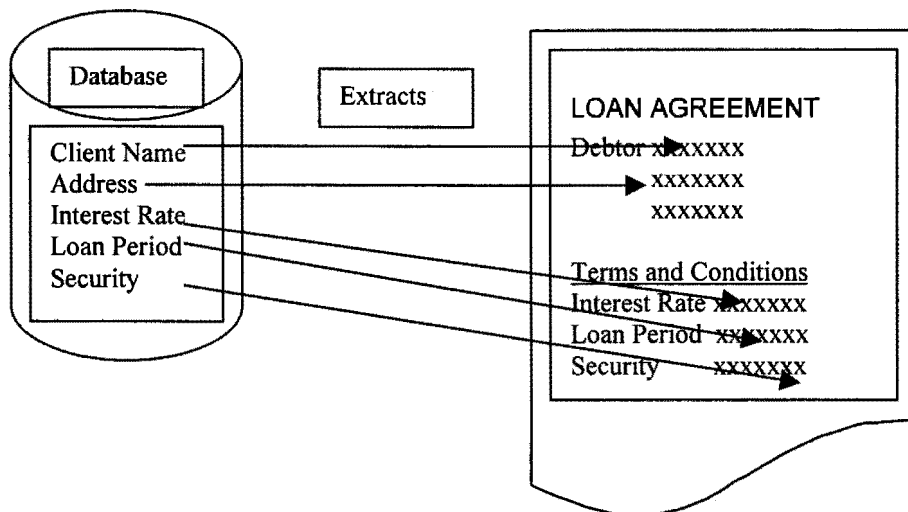 Database
Client Name
Address
Interest Rate
Loan Period
Security
Extracts
LOAN AGREEMENT
Debtor xxxxxxx
xxxxxxx
xxxxxxx
Terms and Conditions
Interest Rate xxxxxxx
Loan Period xxxxxxx
Security xxxxxxx